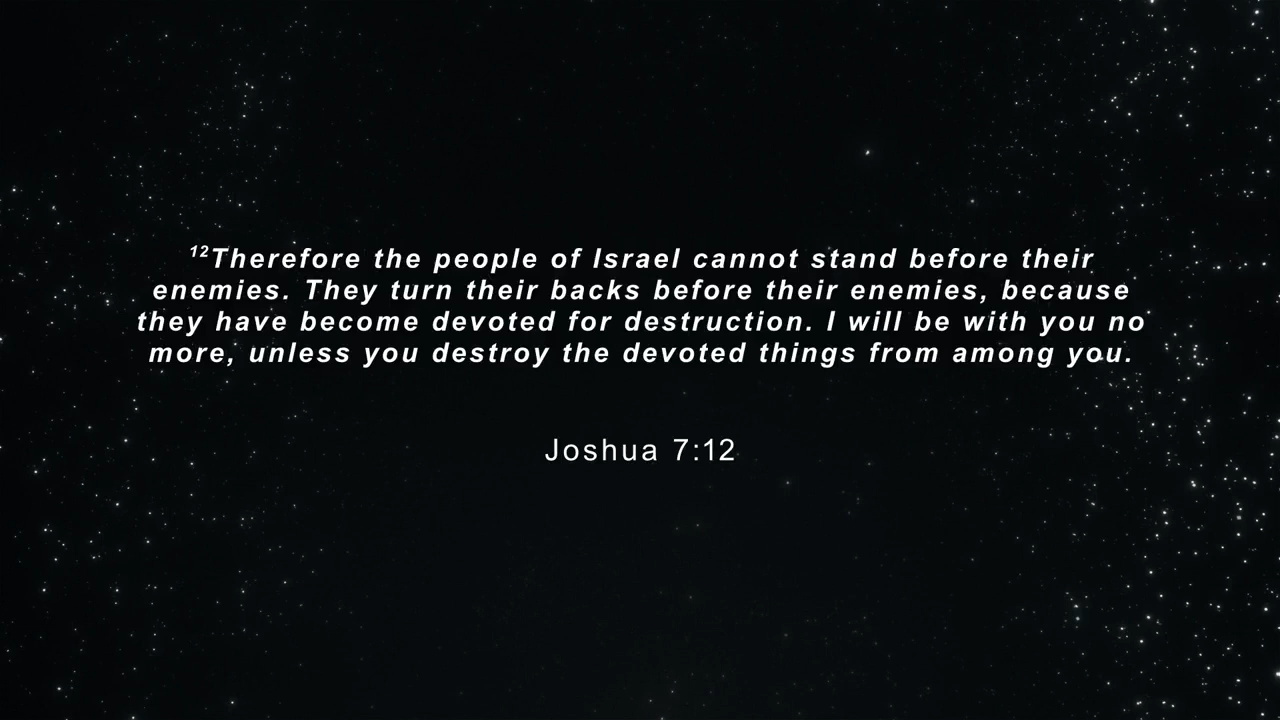 ¹²Therefore the people of Israel cannot stand before their
enemies. They turn their backs before their enemies, because
they have become devoted for destruction. I will be with you no
more, unless you destroy the devoted things from among you.
Joshua 7:12